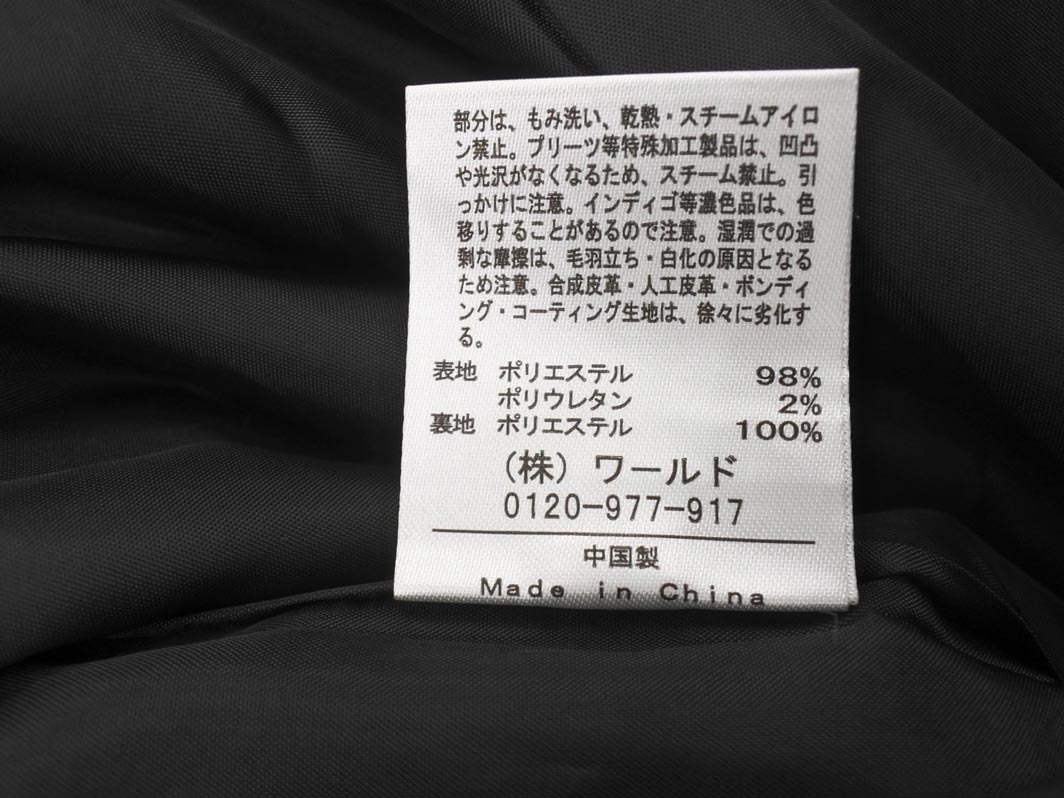 部分は、もみ洗い、乾熱・スチームアイロ
ン禁止。プリーツ等特殊加工製品は、凹凸
や光沢がなくなるため、スチーム禁止。引
っかけに注意。インディゴ等濃色品は、色
移りすることがあるので注意。湿潤での過
剰な摩擦は、毛羽立ち・白化の原因となる
ため注意。合成皮革・人工皮革・ボンディ
ング・コーティング生地は、徐々に劣化す
る。
表地 ポリエステル 98%
ポリウレタン 2%
裏地 ポリエステル 100%
(株) ワールド
0120-977-917
中国製
Made in China